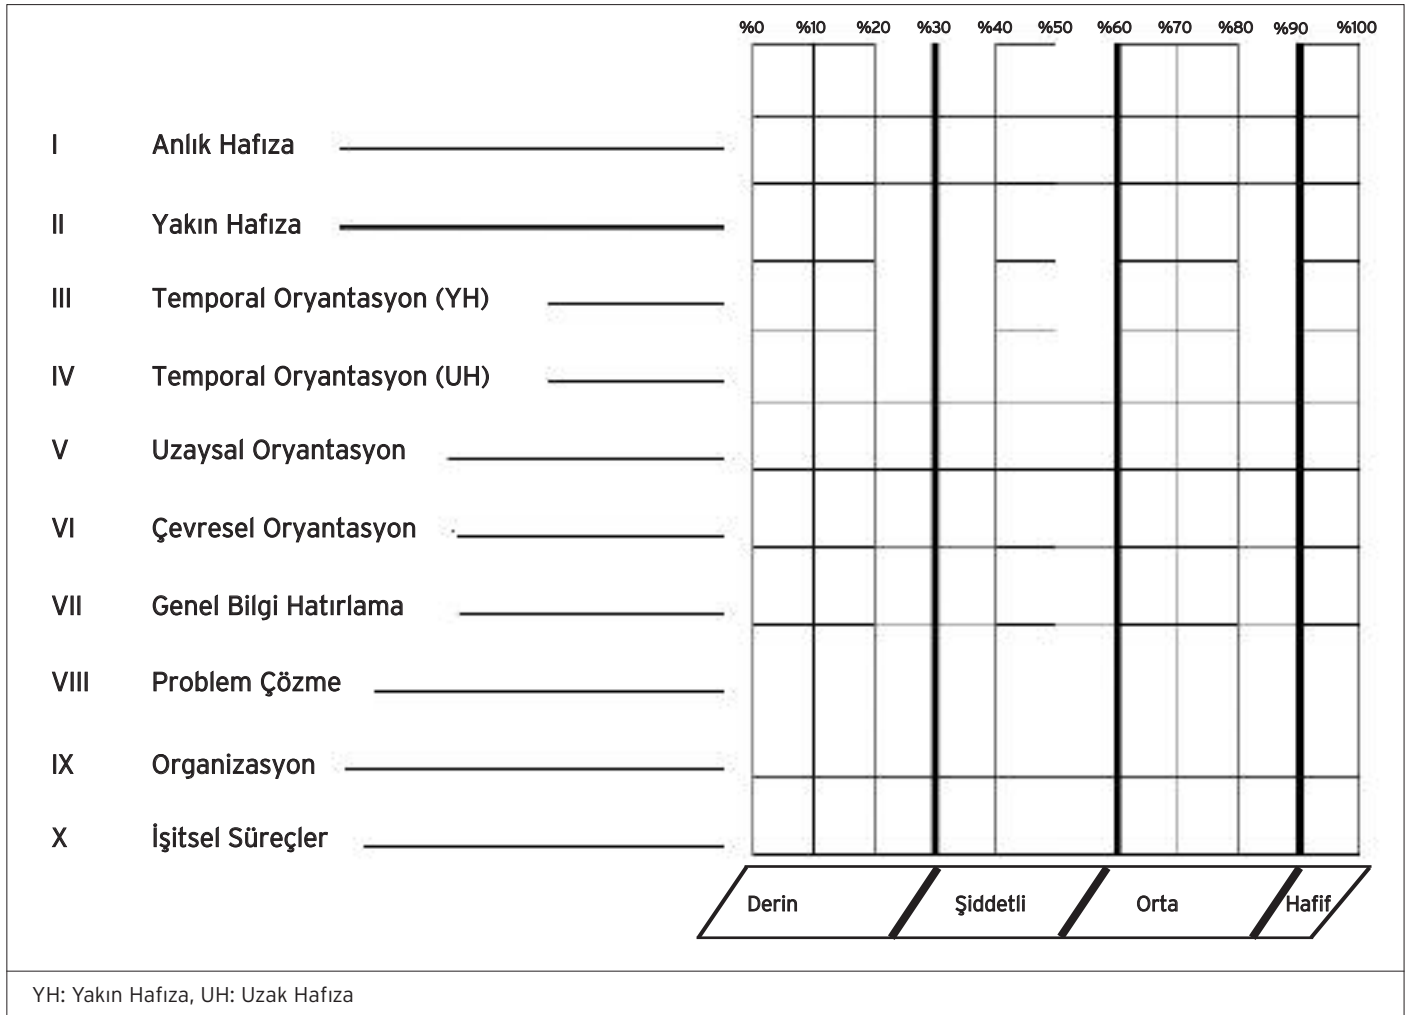 %0 %10 %20 %30 %40 %50 %60 %70 %80 %90 %100
I Anlık Hafıza
II Yakın Hafıza
III Temporal Oryantasyon (YH)
IV Temporal Oryantasyon (UH)
V Uzaysal Oryantasyon
VI Çevresel Oryantasyon
VII Genel Bilgi Hatırlama
VIII Problem Çözme
IX Organizasyon
X İşitsel Süreçler
Derin Şiddetli Orta Hafif
YH: Yakın Hafıza, UH: Uzak Hafıza